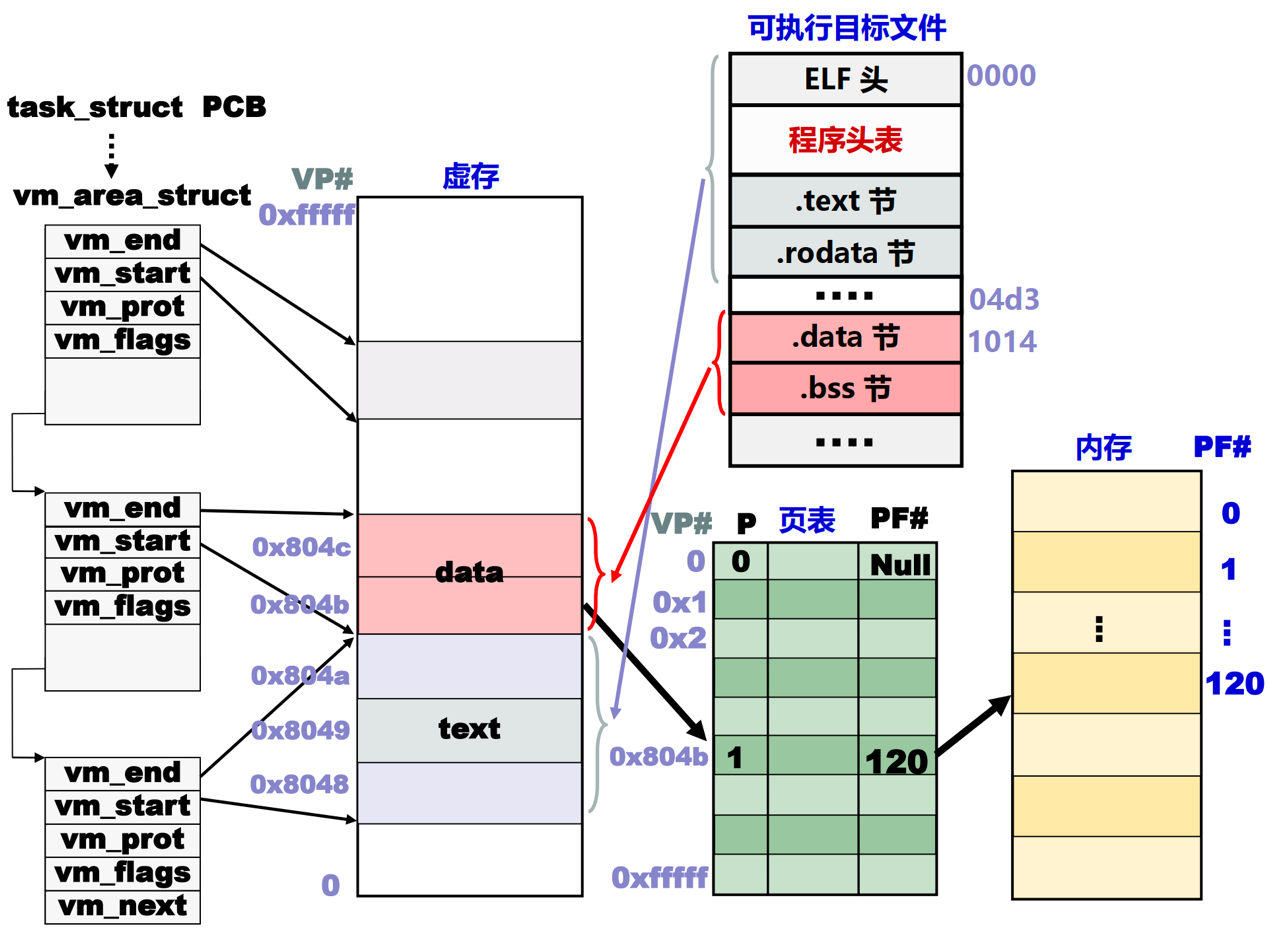 task_struct PCB
vm_area_struct
vm_end
vm_start
vm_prot
vm_flags
vm_end
vm_start
vm_prot
vm_flags
vm_end
vm_start
vm_prot
vm_flags
vm_next
VP# 虚存
0xfffff
0x804c
data
0x804b
0x804a
0x8049
text
0x8048
0
可执行目标文件
ELF 头 0000
程序头表
.text 节
.rodata 节
.... 04d3
.data 节 1014
.bss 节
....
VP# P 页表 PF#
0 0 Null
0x1
0x2
0x804b 1 120
0xfffff
内存 PF#
0
1
⋮ ⋮
120